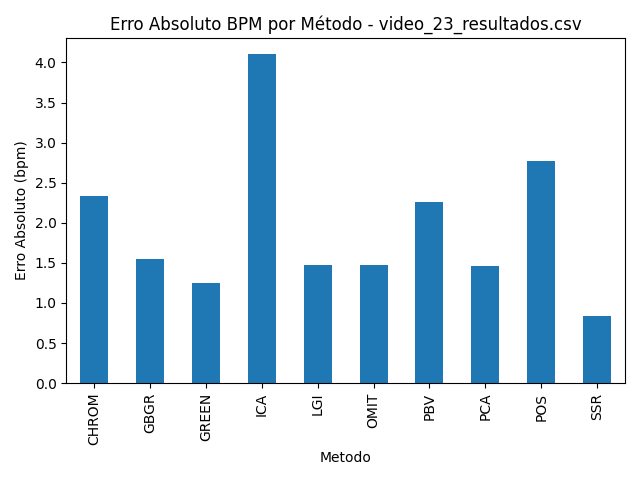 Erro Absoluto BPM por Método - video_23_resultados.csv
Erro Absoluto (bpm)
4.0
3.5
3.0
2.5
2.0
1.5
1.0
0.5
0.0
CHROM
GBGR
GREEN
ICA
LGI
OMIT
PBV
PCA
POS
SSR
Metodo